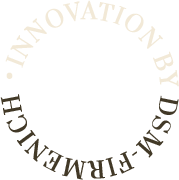 • INNOVATION BY DSM-FIRMENICH